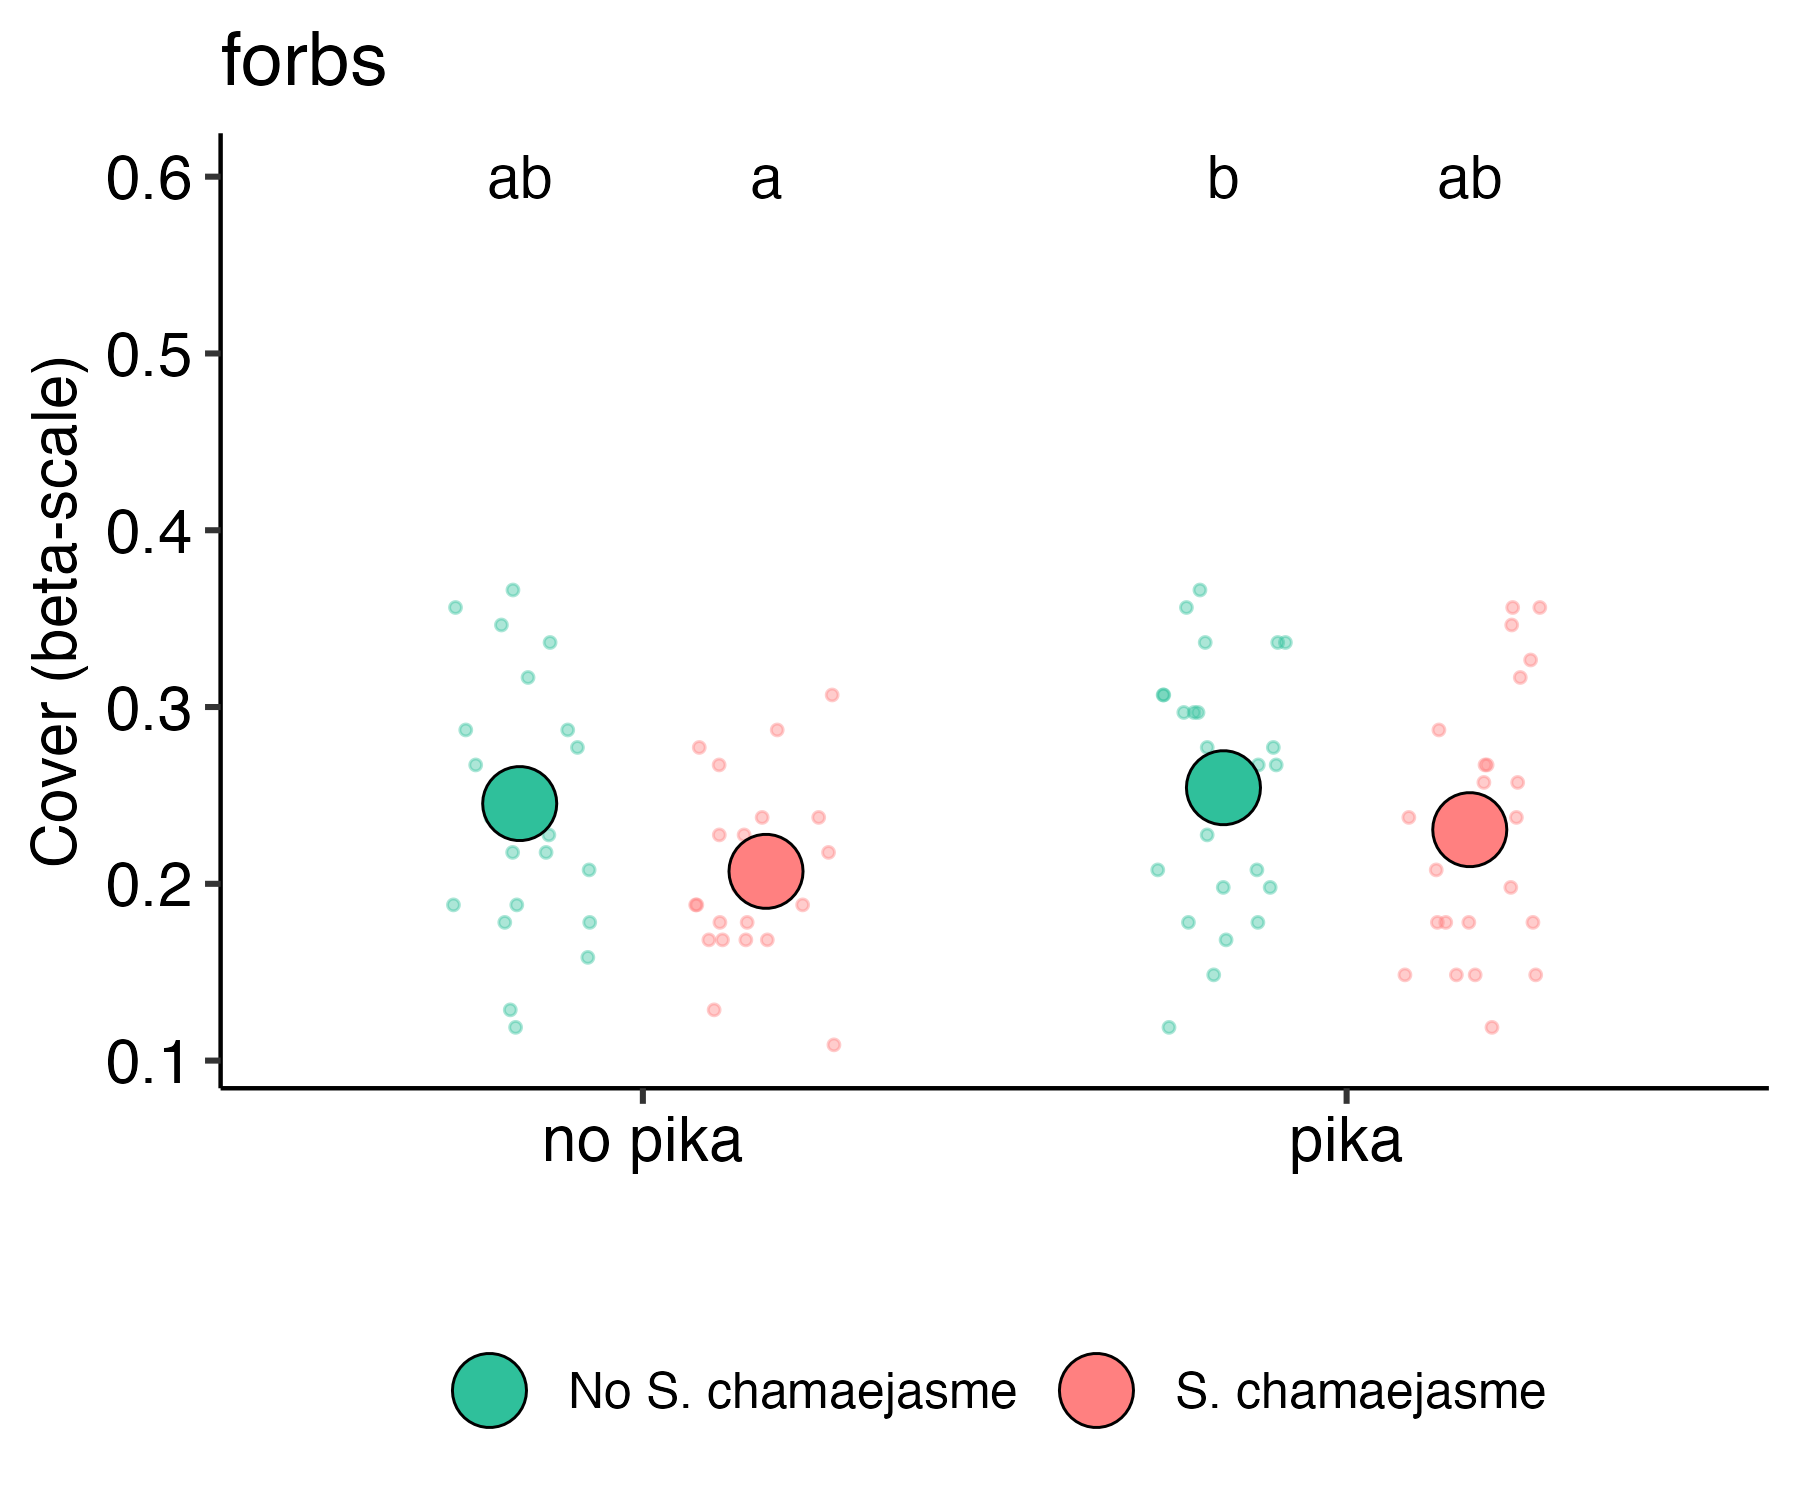 forbs
ab a b ab
0.6
0.5
0.4
0.3
0.2
0.1
Cover (beta-scale)
no pika pika
No S. chamaejasme S. chamaejasme